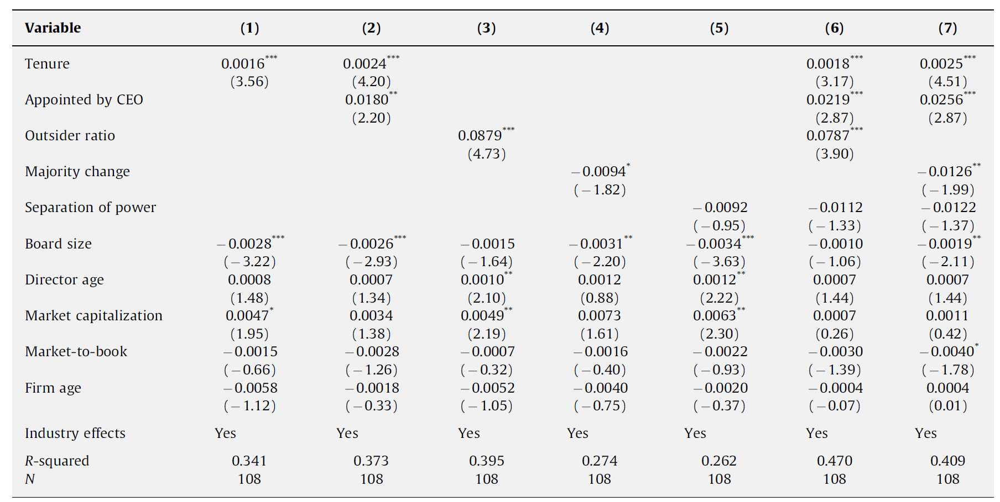 Variable (1) (2) (3) (4) (5) (6) (7)
Tenure 0.0016*** 0.0024*** 0.0018*** 0.0025***
(3.56) (4.20) (3.17) (4.51)
Appointed by CEO 0.0180** 0.0219*** 0.0256***
(2.20) (2.87) (2.87)
Outsider ratio 0.0879*** 0.0787***
(4.73) (3.90)
Majority change −0.0094* −0.0126**
(−1.82) (−1.99)
Separation of power −0.0092 −0.0112 −0.0122
(−0.95) (−1.33) (−1.37)
Board size −0.0028*** −0.0026*** −0.0015 −0.0031** −0.0034*** −0.0010 −0.0019**
(−3.22) (−2.93) (−1.64) (−2.20) (−3.63) (−1.06) (−2.11)
Director age 0.0008 0.0007 0.0010** 0.0012 0.0012** 0.0007 0.0007
(1.48) (1.34) (2.10) (0.88) (2.22) (1.44) (1.44)
Market capitalization 0.0047* 0.0034 0.0049** 0.0073 0.0063** 0.0007 0.0011
(1.95) (1.38) (2.19) (1.61) (2.30) (0.26) (0.42)
Market-to-book −0.0015 −0.0028 −0.0007 −0.0016 −0.0022 −0.0030 −0.0040*
(−0.66) (−1.26) (−0.32) (−0.40) (−0.93) (−1.39) (−1.78)
Firm age −0.0058 −0.0018 −0.0052 −0.0040 −0.0020 −0.0004 0.0004
(−1.12) (−0.33) (−1.05) (−0.75) (−0.37) (−0.07) (0.01)
Industry effects Yes Yes Yes Yes Yes Yes Yes
R-squared 0.341 0.373 0.395 0.274 0.262 0.470 0.409
N 108 108 108 108 108 108 108